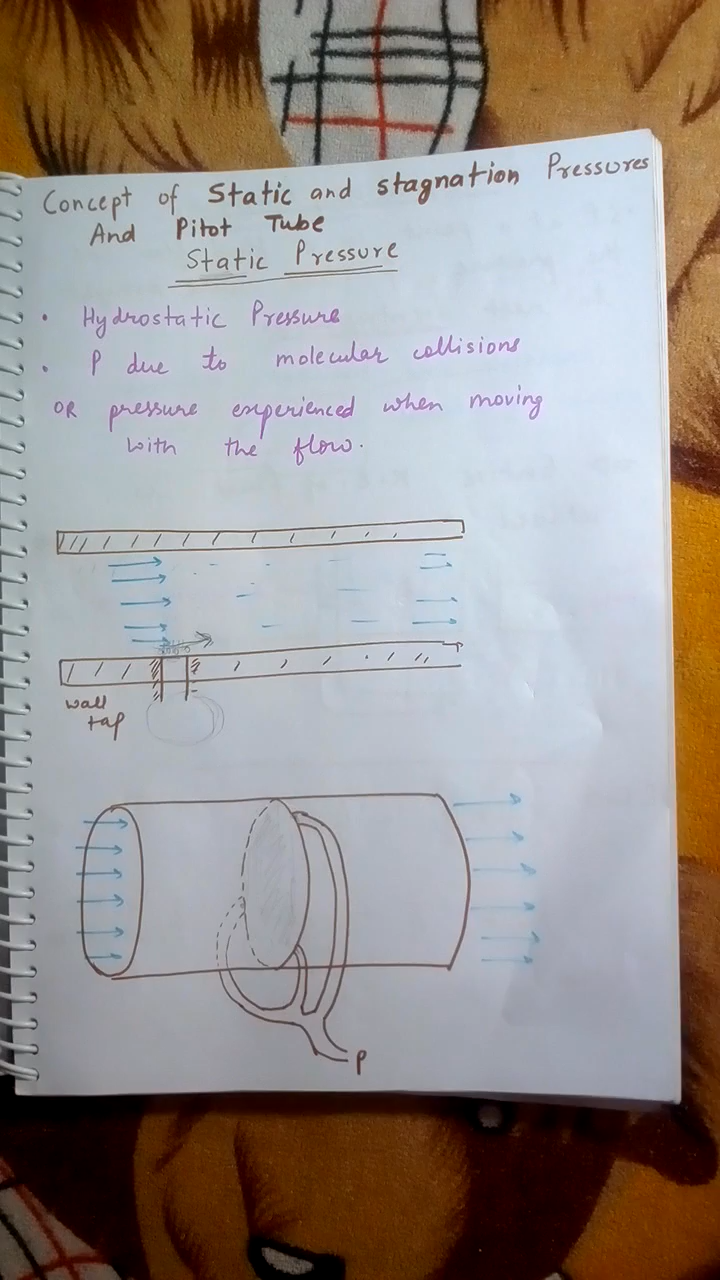 Concept of Static and stagnation Pressures
And Pitot Tube
Static Pressure
• Hydrostatic Pressure
• P due to molecular collisions
OR pressure experienced when moving
with the flow.
wall
tap
P